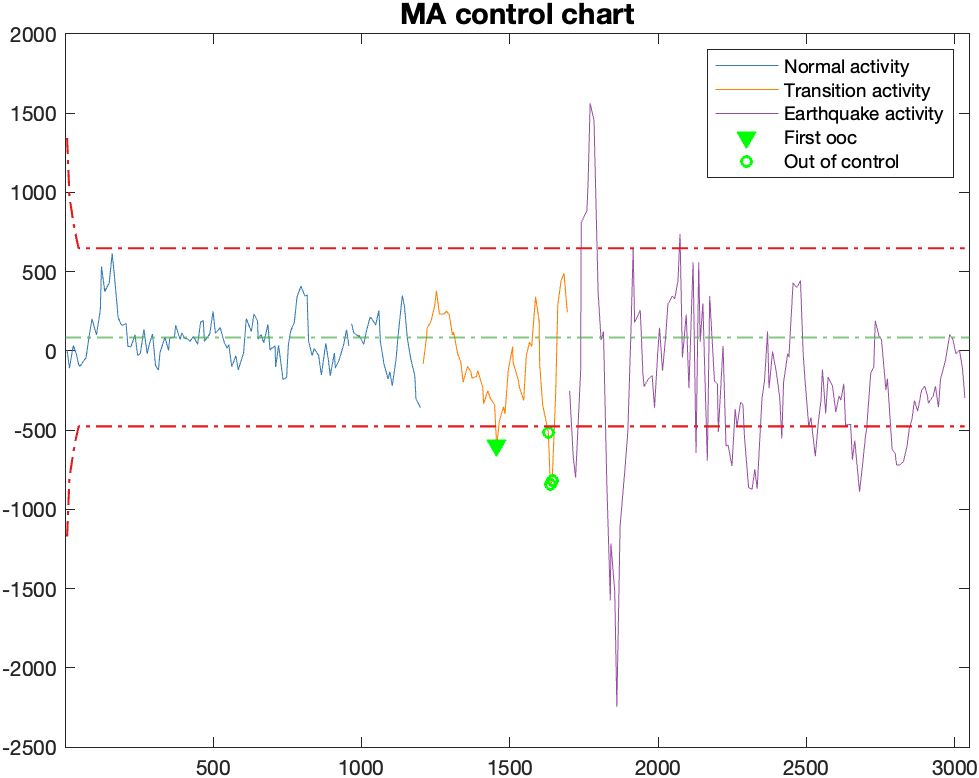 MA control chart
2000
1500
1000
500
0
-500
-1000
-1500
-2000
-2500
500
1000
1500
2000
2500
3000
Normal activity
Transition activity
Earthquake activity
First ooc
Out of control